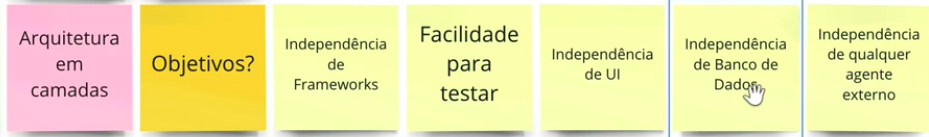 Arquitetura
em
camadas
Objetivos?
Independência
de
Frameworks
Facilidade
para
testar
Independência
de UI
Independência
de Banco de
Dados
Independência
de qualquer
agente
externo